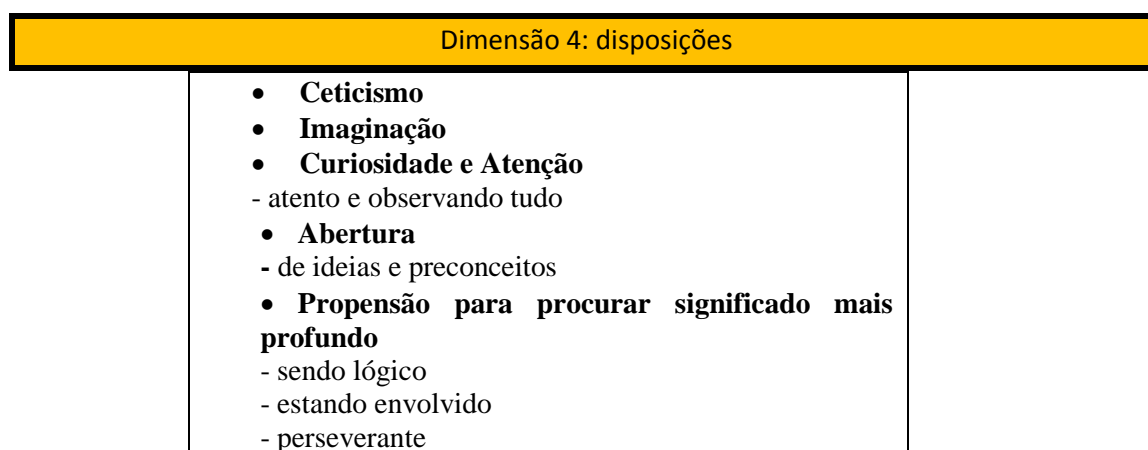 Dimensão 4: disposições
• Ceticismo
• Imaginação
• Curiosidade e Atenção
- atento e observando tudo
• Abertura
- de ideias e preconceitos
• Propensão para procurar significado mais
profundo
- sendo lógico
- estando envolvido
- perseverante